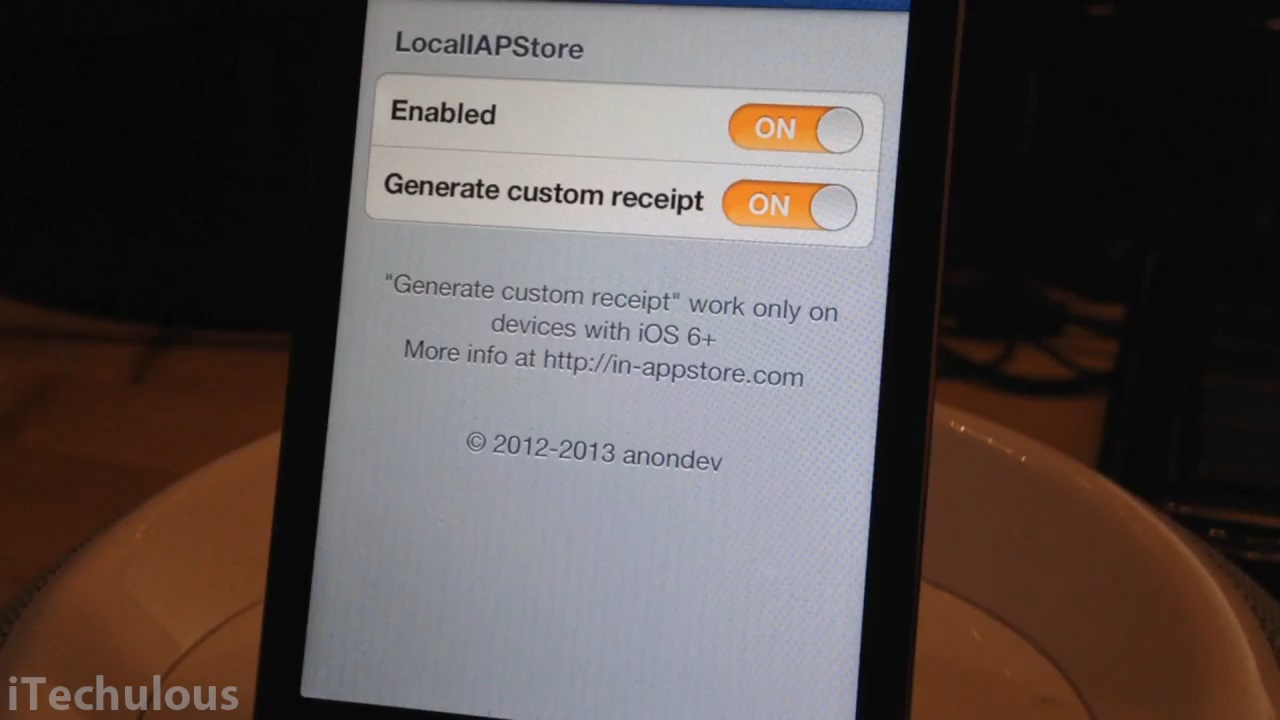 LocalIAPStore
Enabled
ON
Generate custom receipt
ON
"Generate custom receipt" work only on
devices with iOS 6+
More info at http://in-appstore.com
© 2012-2013 anondev
iTechulous